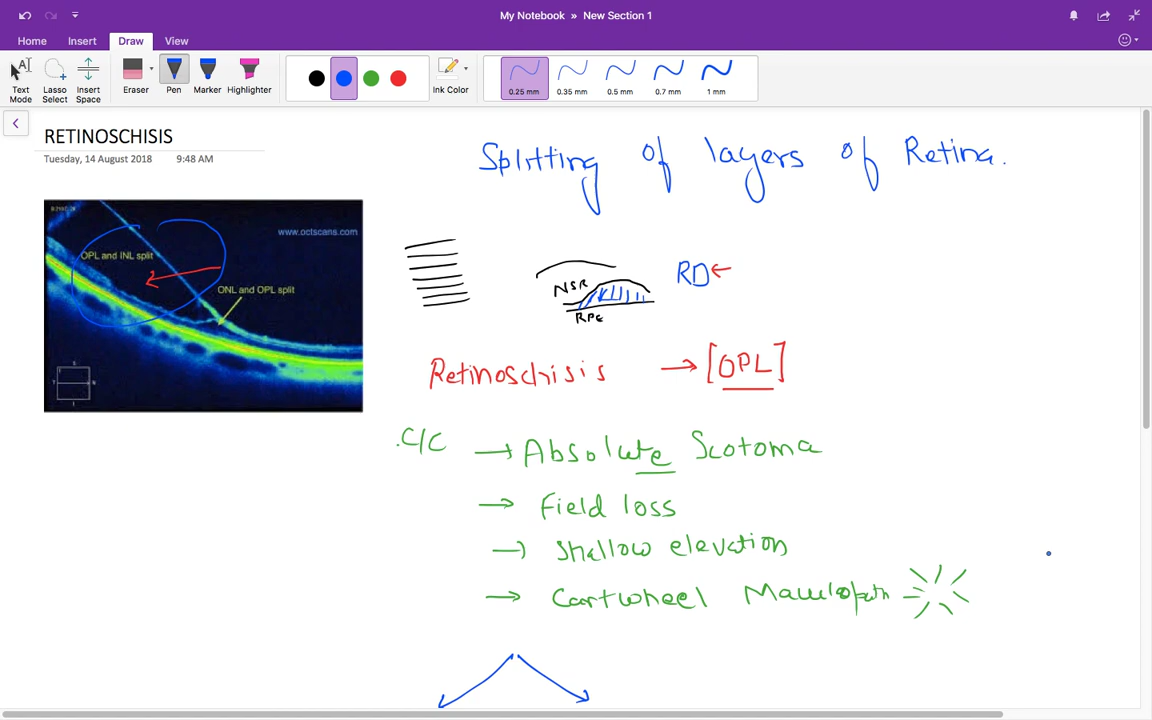 My Notebook » New Section 1
Home Insert Draw View
Text Mode
Lasso Select
Insert Space
Eraser
Pen
Marker
Highlighter
Ink Color
0.25 mm
0.35 mm
0.5 mm
0.7 mm
1 mm
RETINOSCHISIS
Tuesday, 14 August 2018 9:48 AM
Splitting of layers of Retina.
www.octscans.com
OPL and INL split
ONL and OPL split
NSR
RPE
RD←
Retinoschisis → [OPL]
C/C → Absolute Scotoma
→ Field loss
→ Shallow elevation
→ Cartwheel